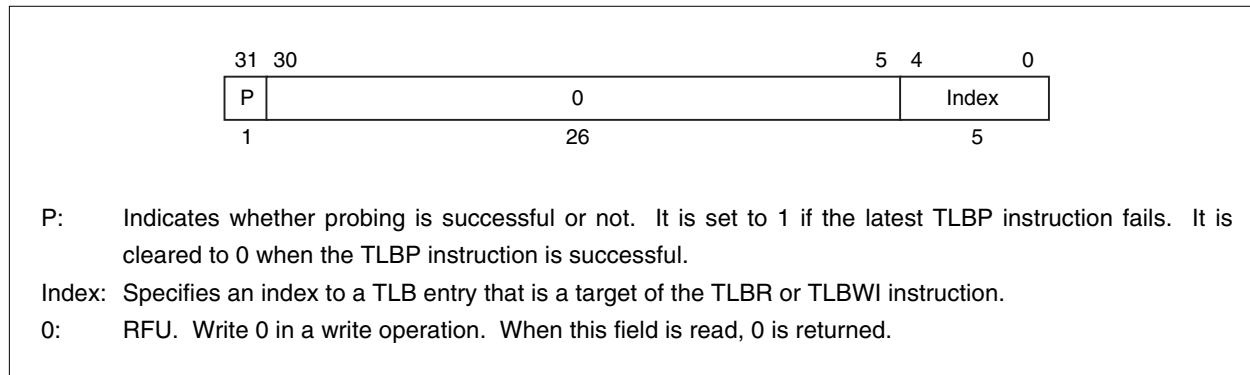 31 30 5 4 0
P 0 Index
1 26 5
P: Indicates whether probing is successful or not. It is set to 1 if the latest TLBP instruction fails. It is
cleared to 0 when the TLBP instruction is successful.
Index: Specifies an index to a TLB entry that is a target of the TLBR or TLBWI instruction.
0: RFU. Write 0 in a write operation. When this field is read, 0 is returned.